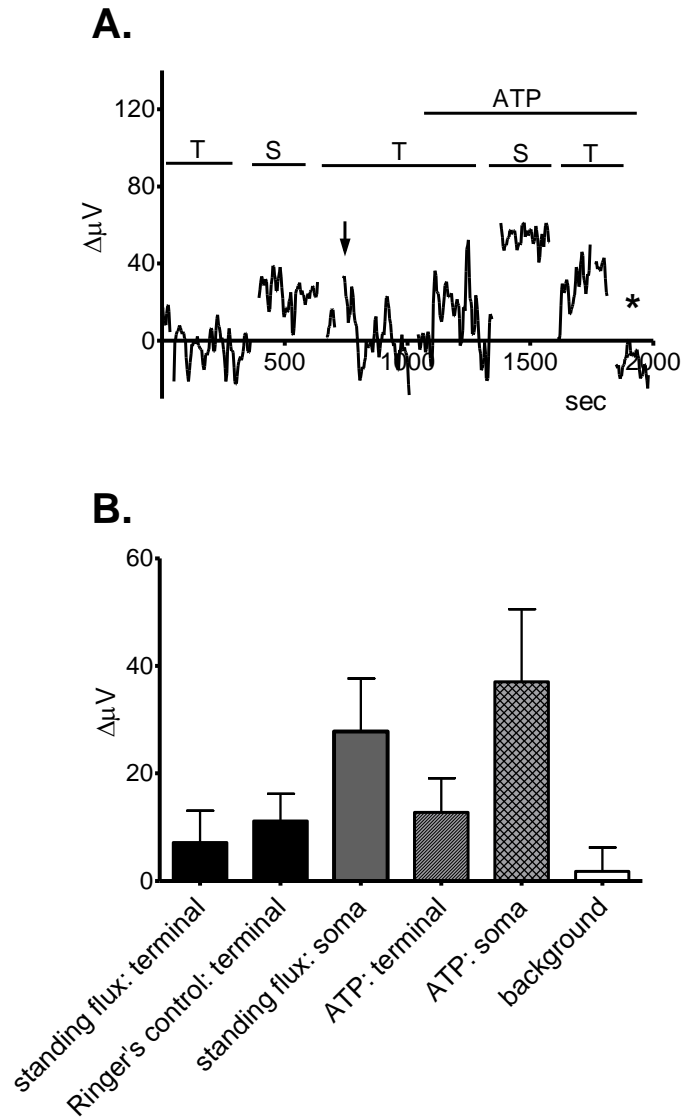 A.
ATP
T S T S T
120
80
40
0
ΔμV
*
500 1000 1500 2000
sec
B.
60
40
20
0
ΔμV
standing flux: terminal
Ringer's control: terminal
standing flux: soma
ATP: terminal
ATP: soma
background